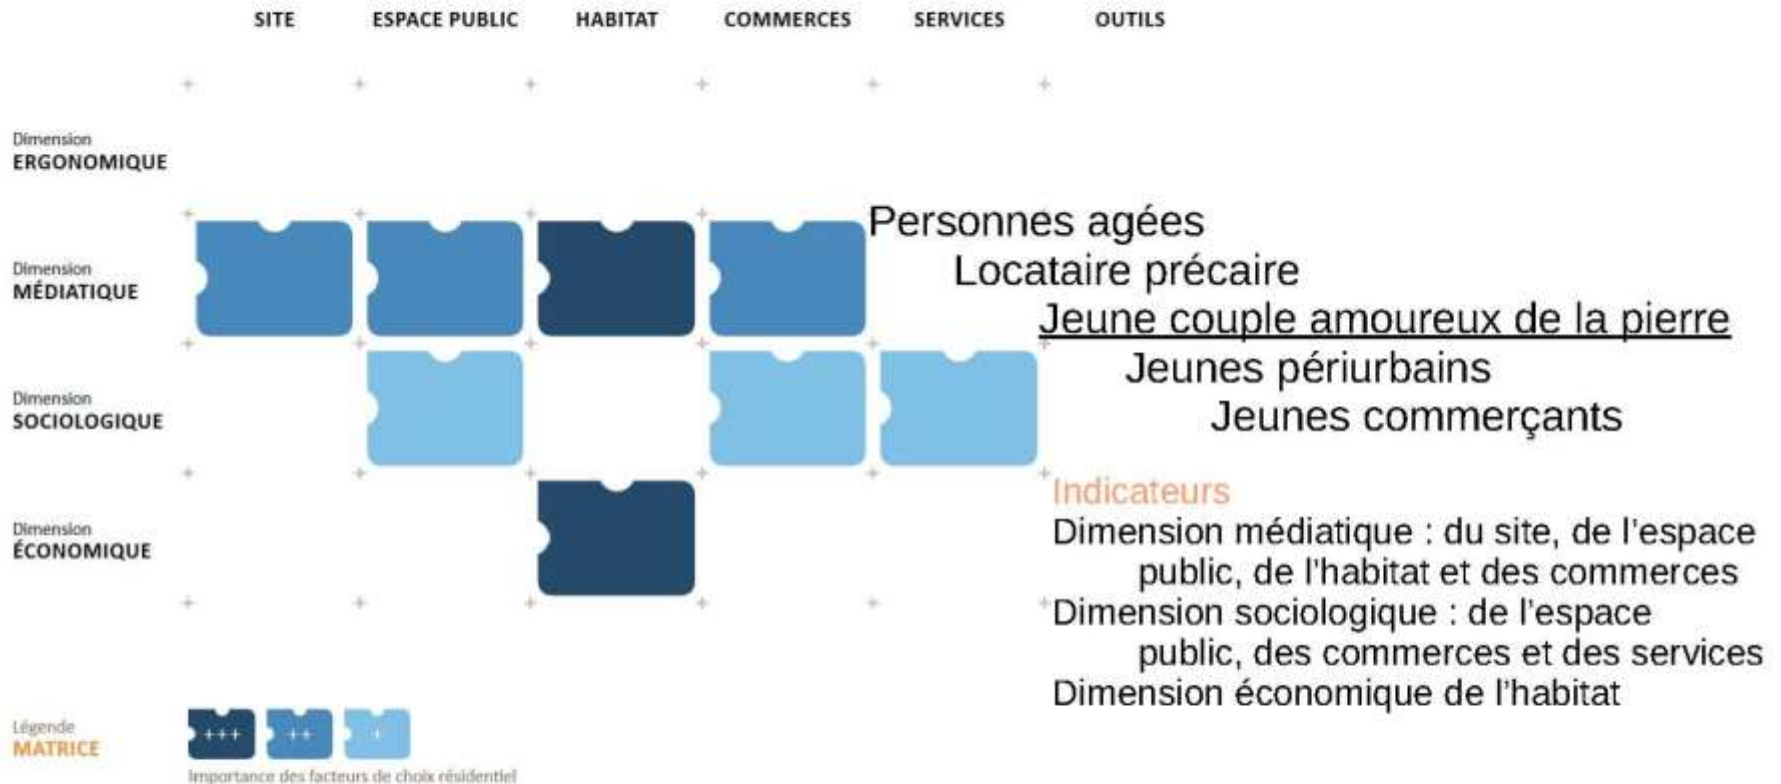 SITE
ESPACE PUBLIC
HABITAT
COMMERCES
SERVICES
OUTILS
Dimension
ERGONOMIQUE
Dimension
MÉDIATIQUE
Dimension
SOCIOLOGIQUE
Dimension
ÉCONOMIQUE
Personnes agées
Locataire précaire
Jeune couple amoureux de la pierre
Jeunes périurbains
Jeunes commerçants
Indicateurs
Dimension médiatique : du site, de l'espace
public, de l'habitat et des commerces
Dimension sociologique : de l'espace
public, des commerces et des services
Dimension économique de l'habitat
Légende
MATRICE
+++
++
+
Importance des facteurs de choix résidentiel